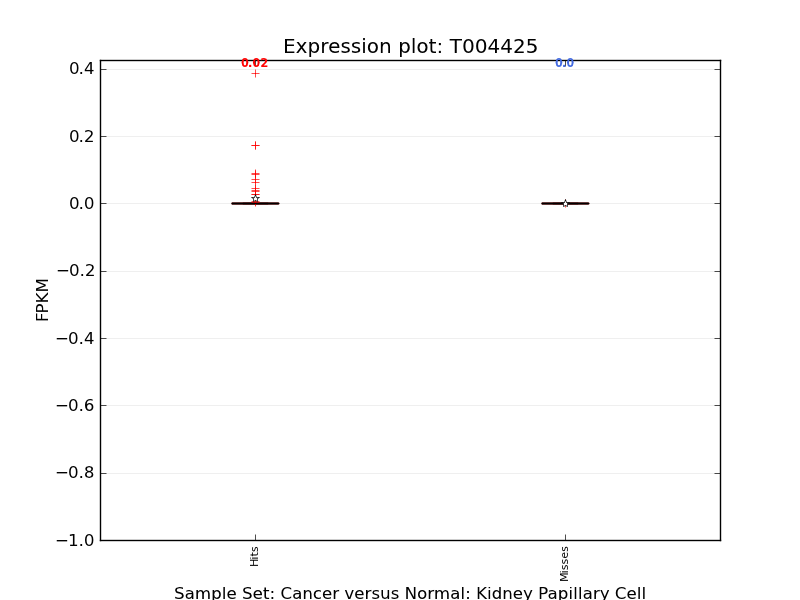 Expression plot: T004425
0.02
0.0
0.4
0.2
0.0
−0.2
−0.4
−0.6
−0.8
−1.0
FPKM
Hits
Misses
Sample Set: Cancer versus Normal: Kidney Papillary Cell